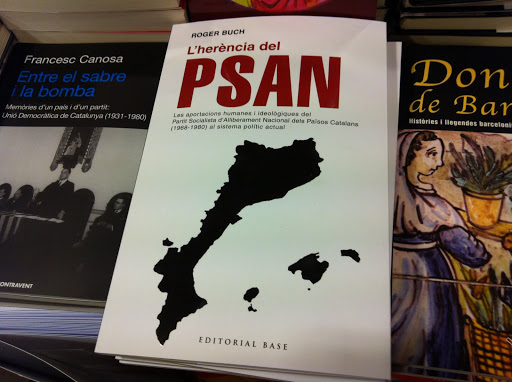 Francesc Canosa
Entre el sabre
i la bomba
Memòries d'un país i d'un partit:
Unió Democràtica de Catalunya (1931-1980)
CONTRAVENT
ROGER BUCH
L'herència del
PSAN
Les aportacions humanes i ideològiques del
Partit Socialista d'Alliberament Nacional dels Països Catalans
(1968-1980) al sistema polític actual
EDITORIAL BASE
Don
de Bar
Històries i llegendes barceloni